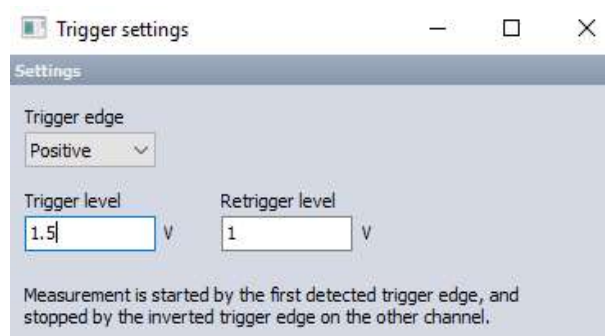 Trigger settings
Settings
Trigger edge
Positive
Trigger level Retrigger level
1.5 V 1 V
Measurement is started by the first detected trigger edge, and
stopped by the inverted trigger edge on the other channel.